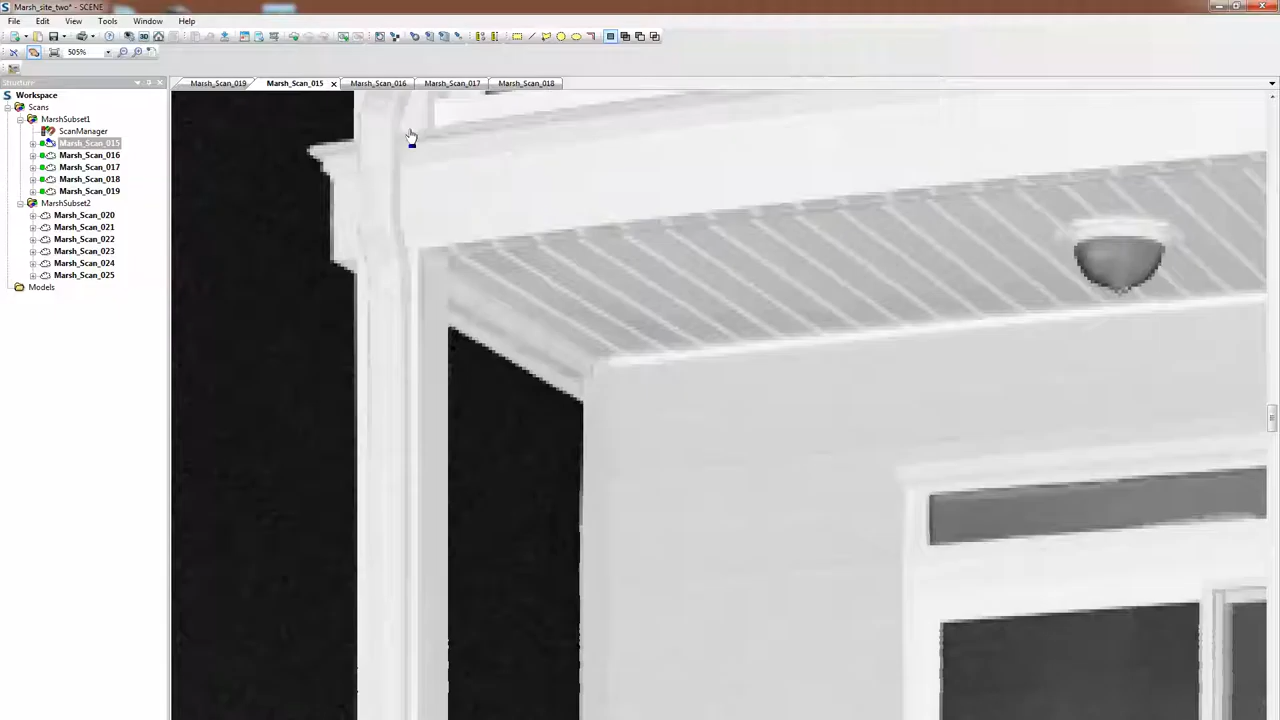 Marsh_site_two* - SCENE
File Edit View Tools Window Help
505%
Structure
Marsh_Scan_019 Marsh_Scan_015 Marsh_Scan_016 Marsh_Scan_017 Marsh_Scan_018
Workspace
Scans
MarshSubset1
ScanManager
Marsh_Scan_015
Marsh_Scan_016
Marsh_Scan_017
Marsh_Scan_018
Marsh_Scan_019
MarshSubset2
Marsh_Scan_020
Marsh_Scan_021
Marsh_Scan_022
Marsh_Scan_023
Marsh_Scan_024
Marsh_Scan_025
Models